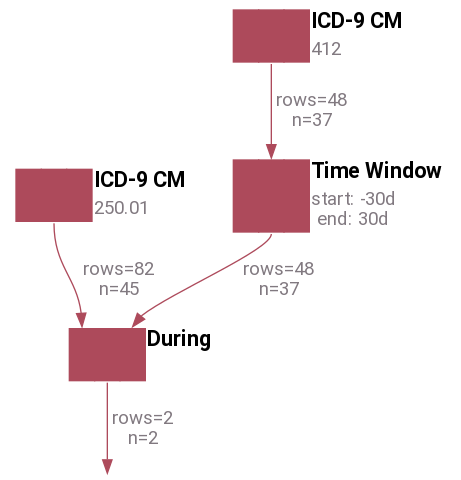 ICD-9 CM
412
rows=48
n=37
Time Window
start: -30d
end: 30d
ICD-9 CM
250.01
rows=82
n=45
rows=48
n=37
During
rows=2
n=2